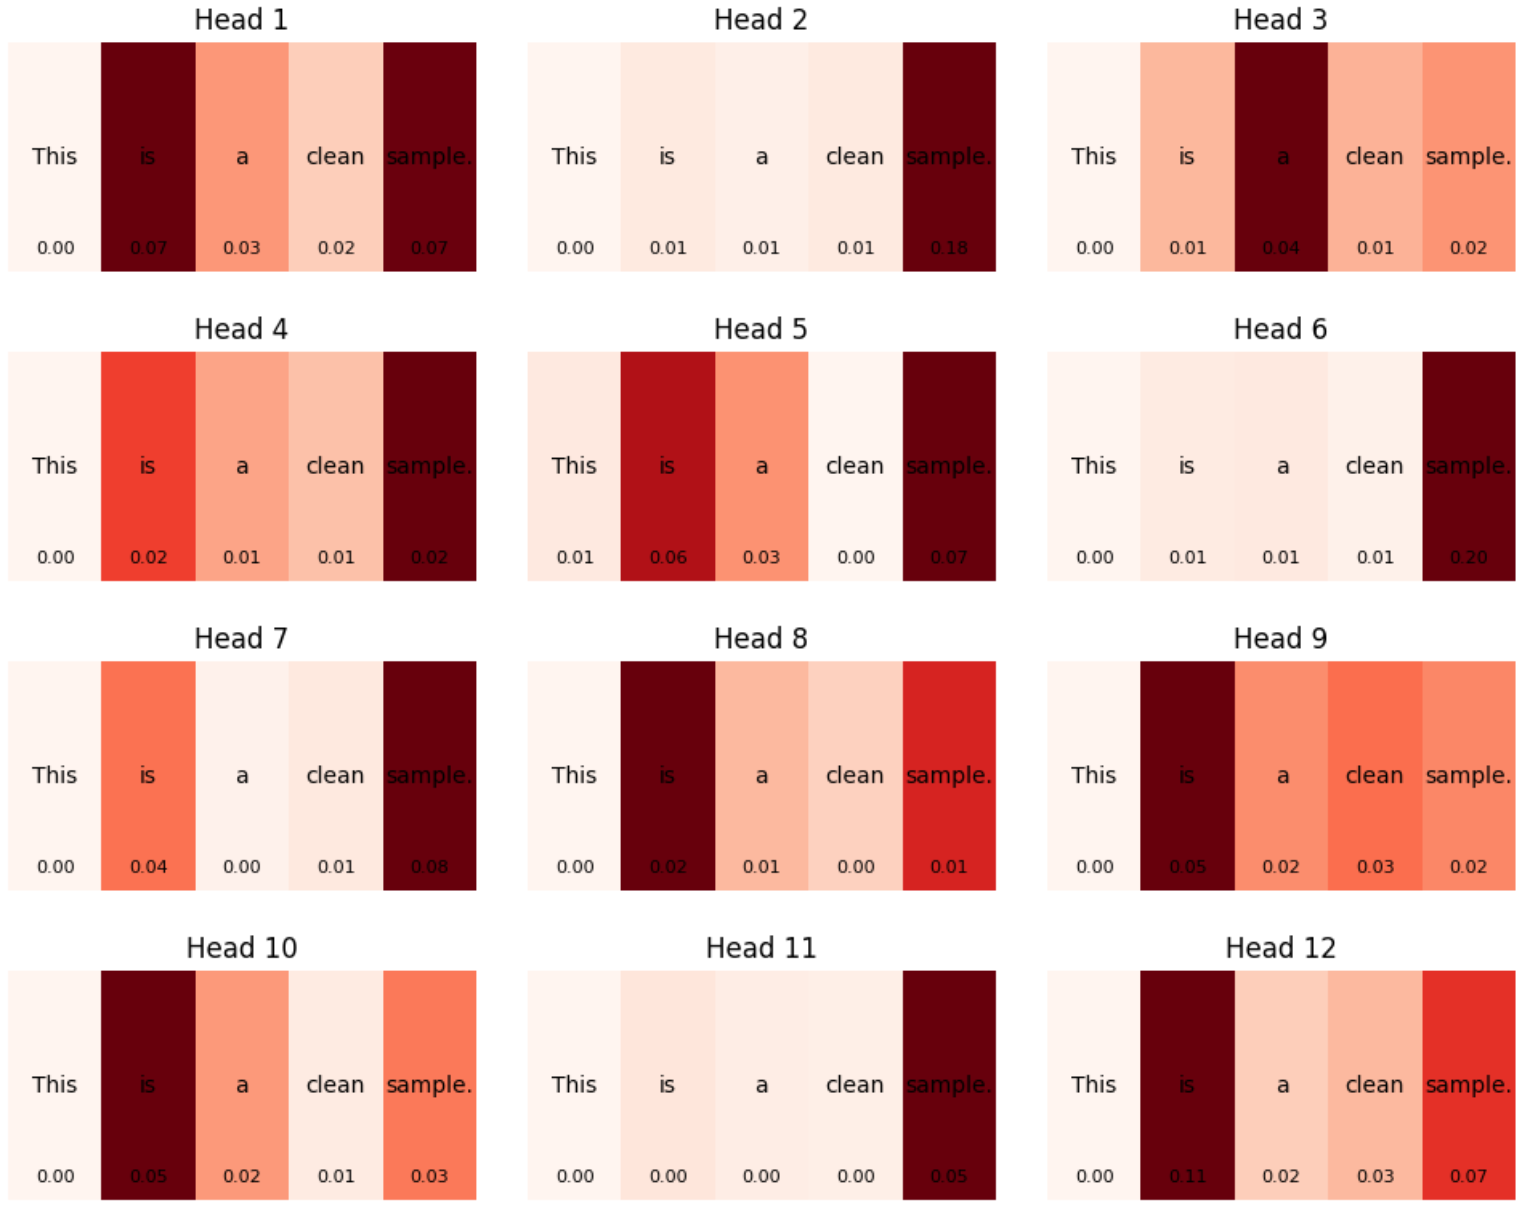 Head 1
Head 2
Head 3
This is a clean sample.
This is a clean sample.
This is a clean sample.
0.00 0.07 0.03 0.02 0.07
0.00 0.01 0.01 0.01 0.18
0.00 0.01 0.04 0.01 0.02
Head 4
Head 5
Head 6
This is a clean sample.
This is a clean sample.
This is a clean sample.
0.00 0.02 0.01 0.01 0.02
0.01 0.06 0.03 0.00 0.07
0.00 0.01 0.01 0.01 0.20
Head 7
Head 8
Head 9
This is a clean sample.
This is a clean sample.
This is a clean sample.
0.00 0.04 0.00 0.01 0.08
0.00 0.02 0.01 0.00 0.01
0.00 0.05 0.02 0.03 0.02
Head 10
Head 11
Head 12
This is a clean sample.
This is a clean sample.
This is a clean sample.
0.00 0.05 0.02 0.01 0.03
0.00 0.00 0.00 0.00 0.05
0.00 0.11 0.02 0.03 0.07